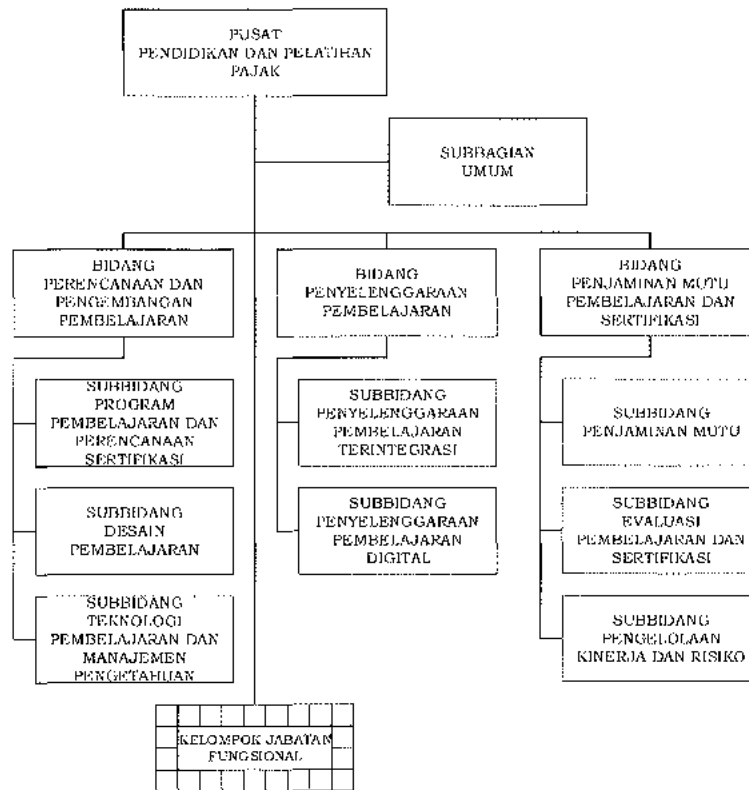 PUSAT
PENDIDIKAN DAN PELATIHAN
PAJAK
SUBBAGIAN
UMUM
BIDANG
PERENCANAAN DAN
PENGEMBANGAN
PEMBELAJARAN
BIDANG
PENYELENGGARAAN
PEMBELAJARAN
BIDANG
PENJAMINAN MUTU
PEMBELAJARAN DAN
SERTIFIKASI
SUBBIDANG
PROGRAM
PEMBELAJARAN DAN
PERENCANAAN
SERTIFIKASI
SUBBIDANG
PENYELENGGARAAN
PEMBELAJARAN
TERINTEGRASI
SUBBIDANG
PENJAMINAN MUTU
SUBBIDANG
DESAIN
PEMBELAJARAN
SUBBIDANG
PENYELENGGARAAN
PEMBELAJARAN
DIGITAL
SUBBIDANG
EVALUASI
PEMBELAJARAN DAN
SERTIFIKASI
SUBBIDANG
TEKNOLOGI
PEMBELAJARAN DAN
MANAJEMEN
PENGETAHUAN
SUBBIDANG
PENGELOLAAN
KINERJA DAN RISIKO
KELOMPOK JABATAN
FUNGSIONAL